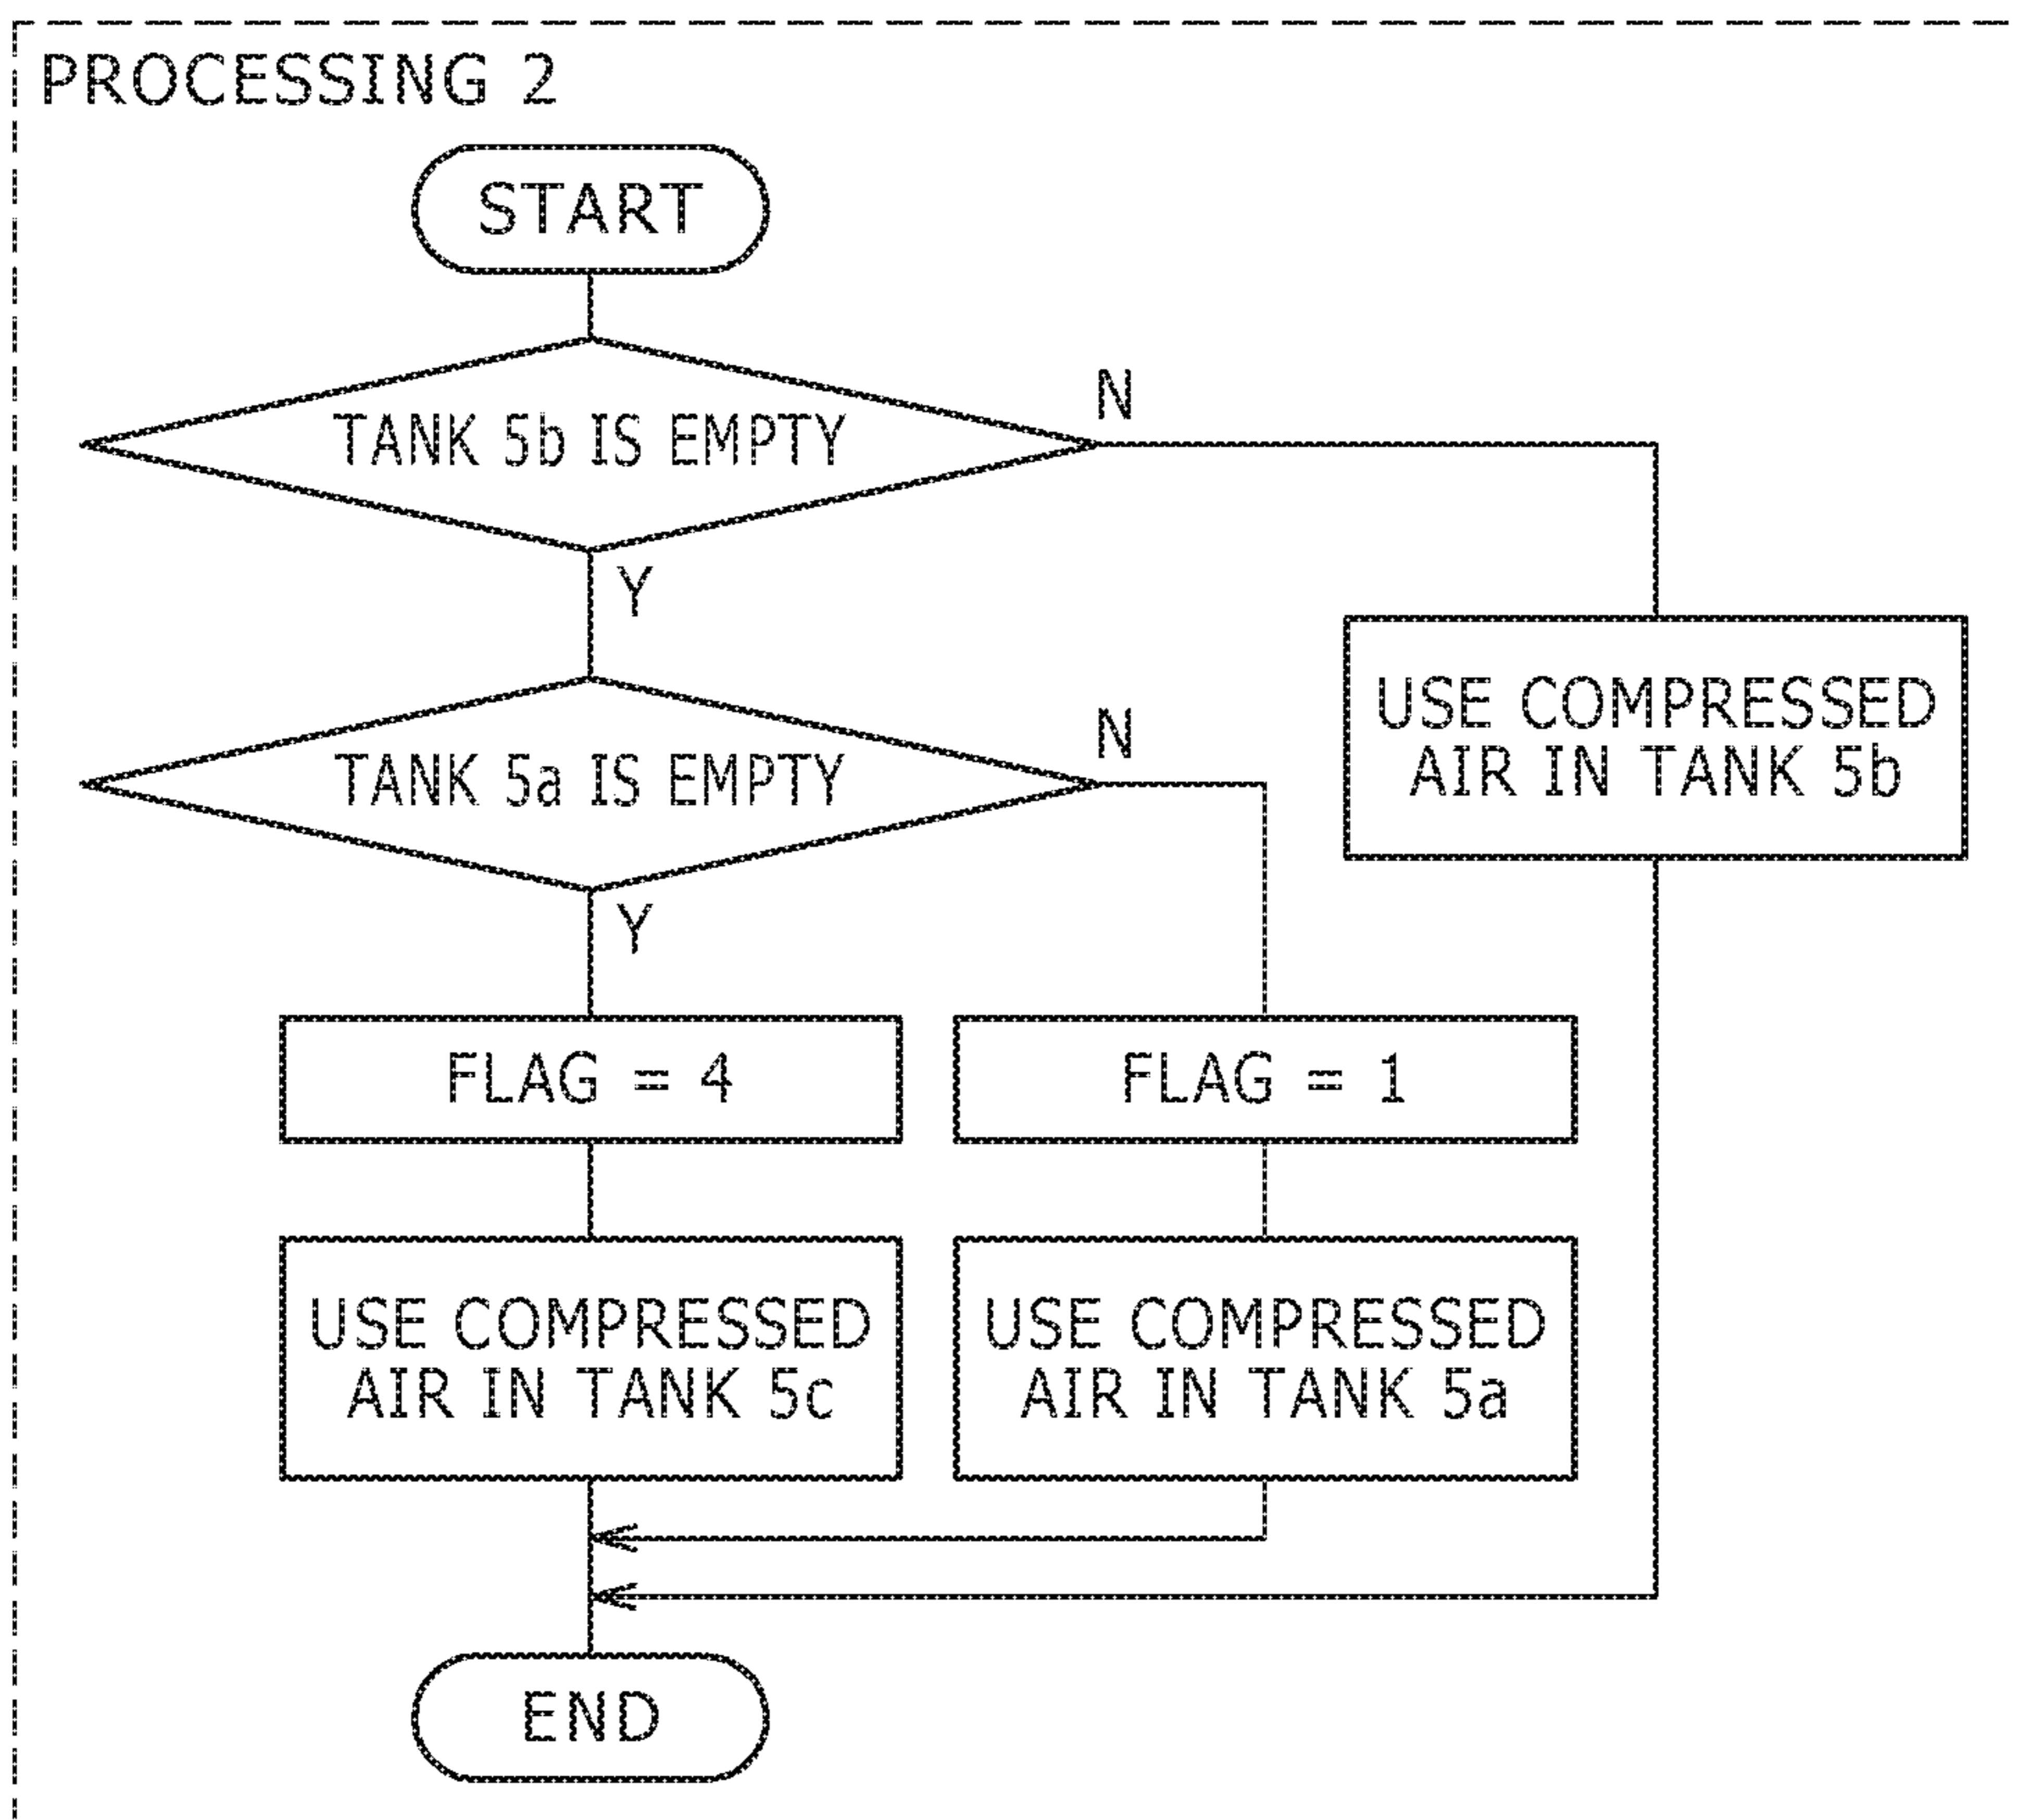 PROCESSING 2
START
TANK 5b IS EMPTY
N
Y
USE COMPRESSED
AIR IN TANK 5b
TANK 5a IS EMPTY
N
Y
FLAG = 4
FLAG = 1
USE COMPRESSED
AIR IN TANK 5c
USE COMPRESSED
AIR IN TANK 5a
END